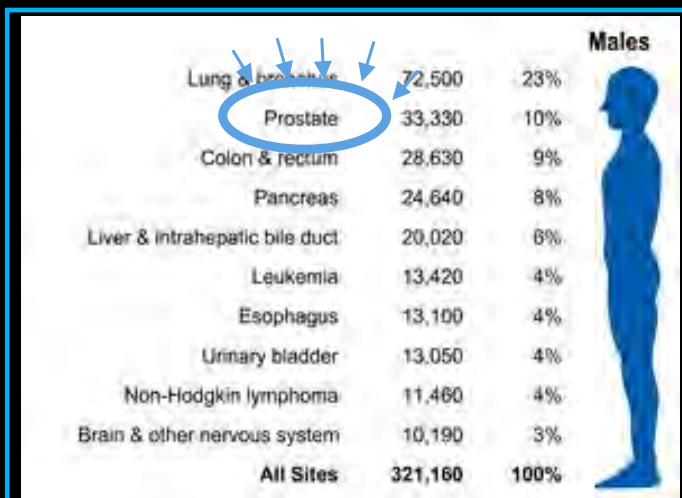 Males
Lung & bronchus 72,500 23%
Prostate 33,330 10%
Colon & rectum 28,630 9%
Pancreas 24,640 8%
Liver & intrahepatic bile duct 20,020 6%
Leukemia 13,420 4%
Esophagus 13,100 4%
Urinary bladder 13,050 4%
Non-Hodgkin lymphoma 11,460 4%
Brain & other nervous system 10,190 3%
All Sites 321,160 100%